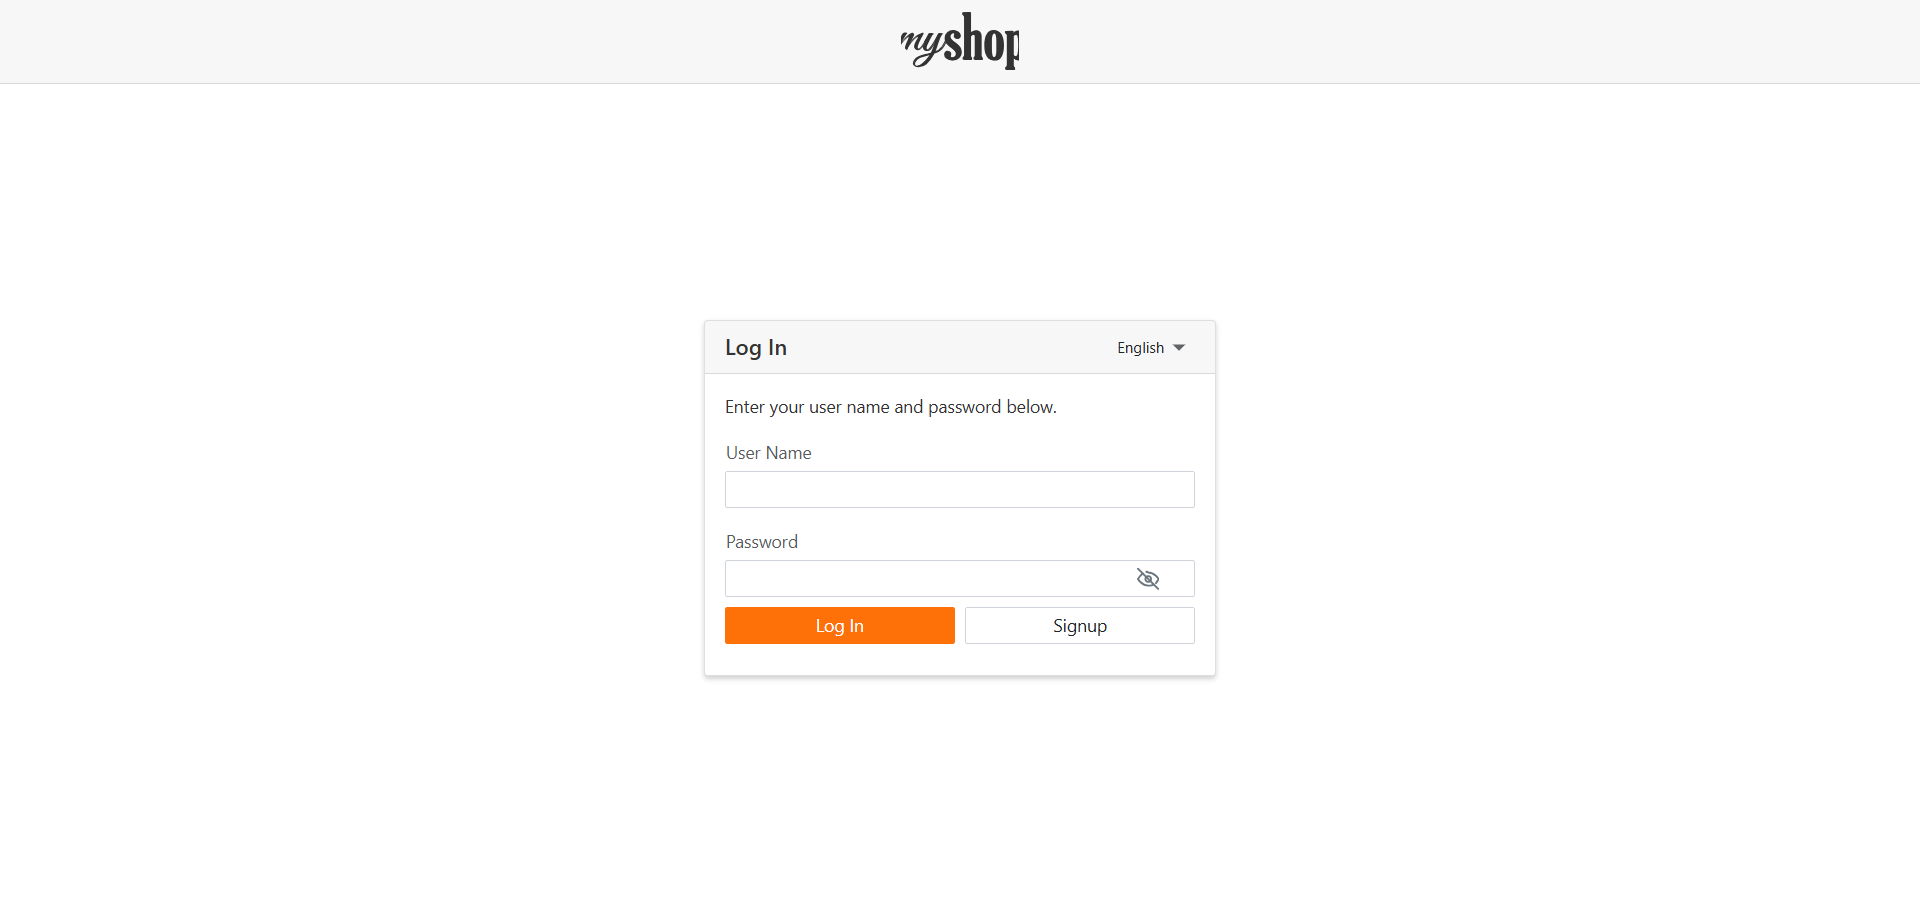 myshop
Log In
English
Enter your user name and password below.
User Name
Password
Log In
Signup